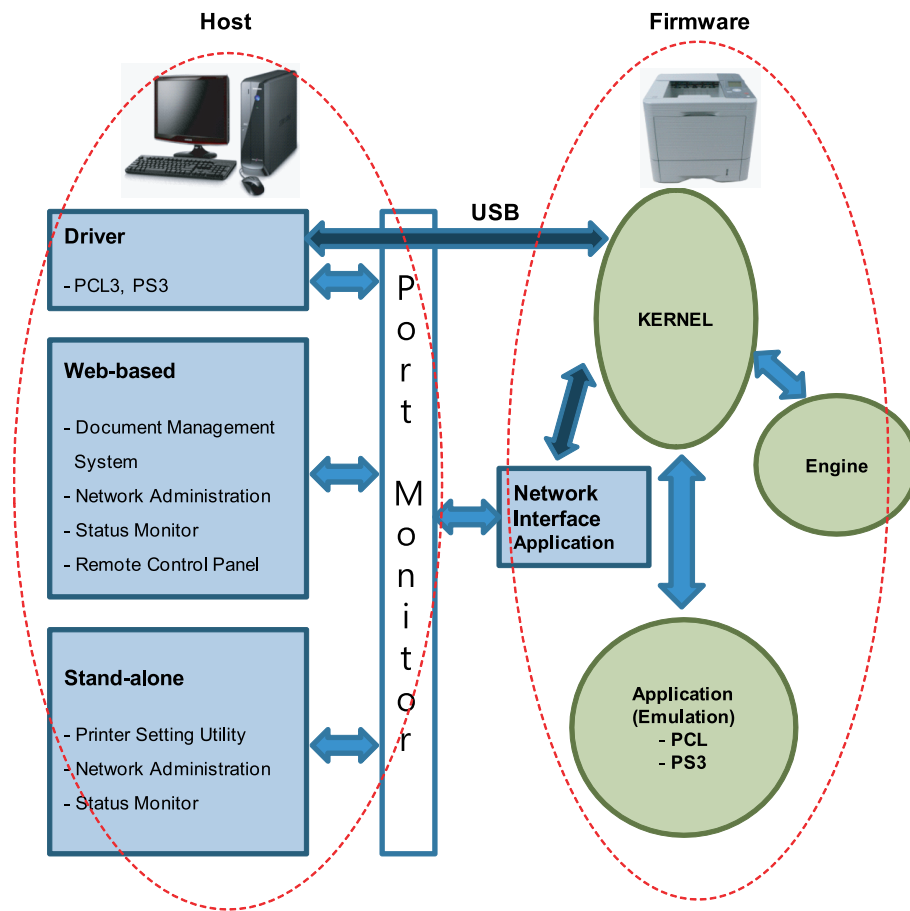 Host
Firmware
USB
Driver
- PCL3, PS3
Web-based
- Document Management
System
- Network Administration
- Status Monitor
- Remote Control Panel
Stand-alone
- Printer Setting Utility
- Network Administration
- Status Monitor
Port Monitor
Network
Interface
Application
KERNEL
Engine
Application
(Emulation)
- PCL
- PS3